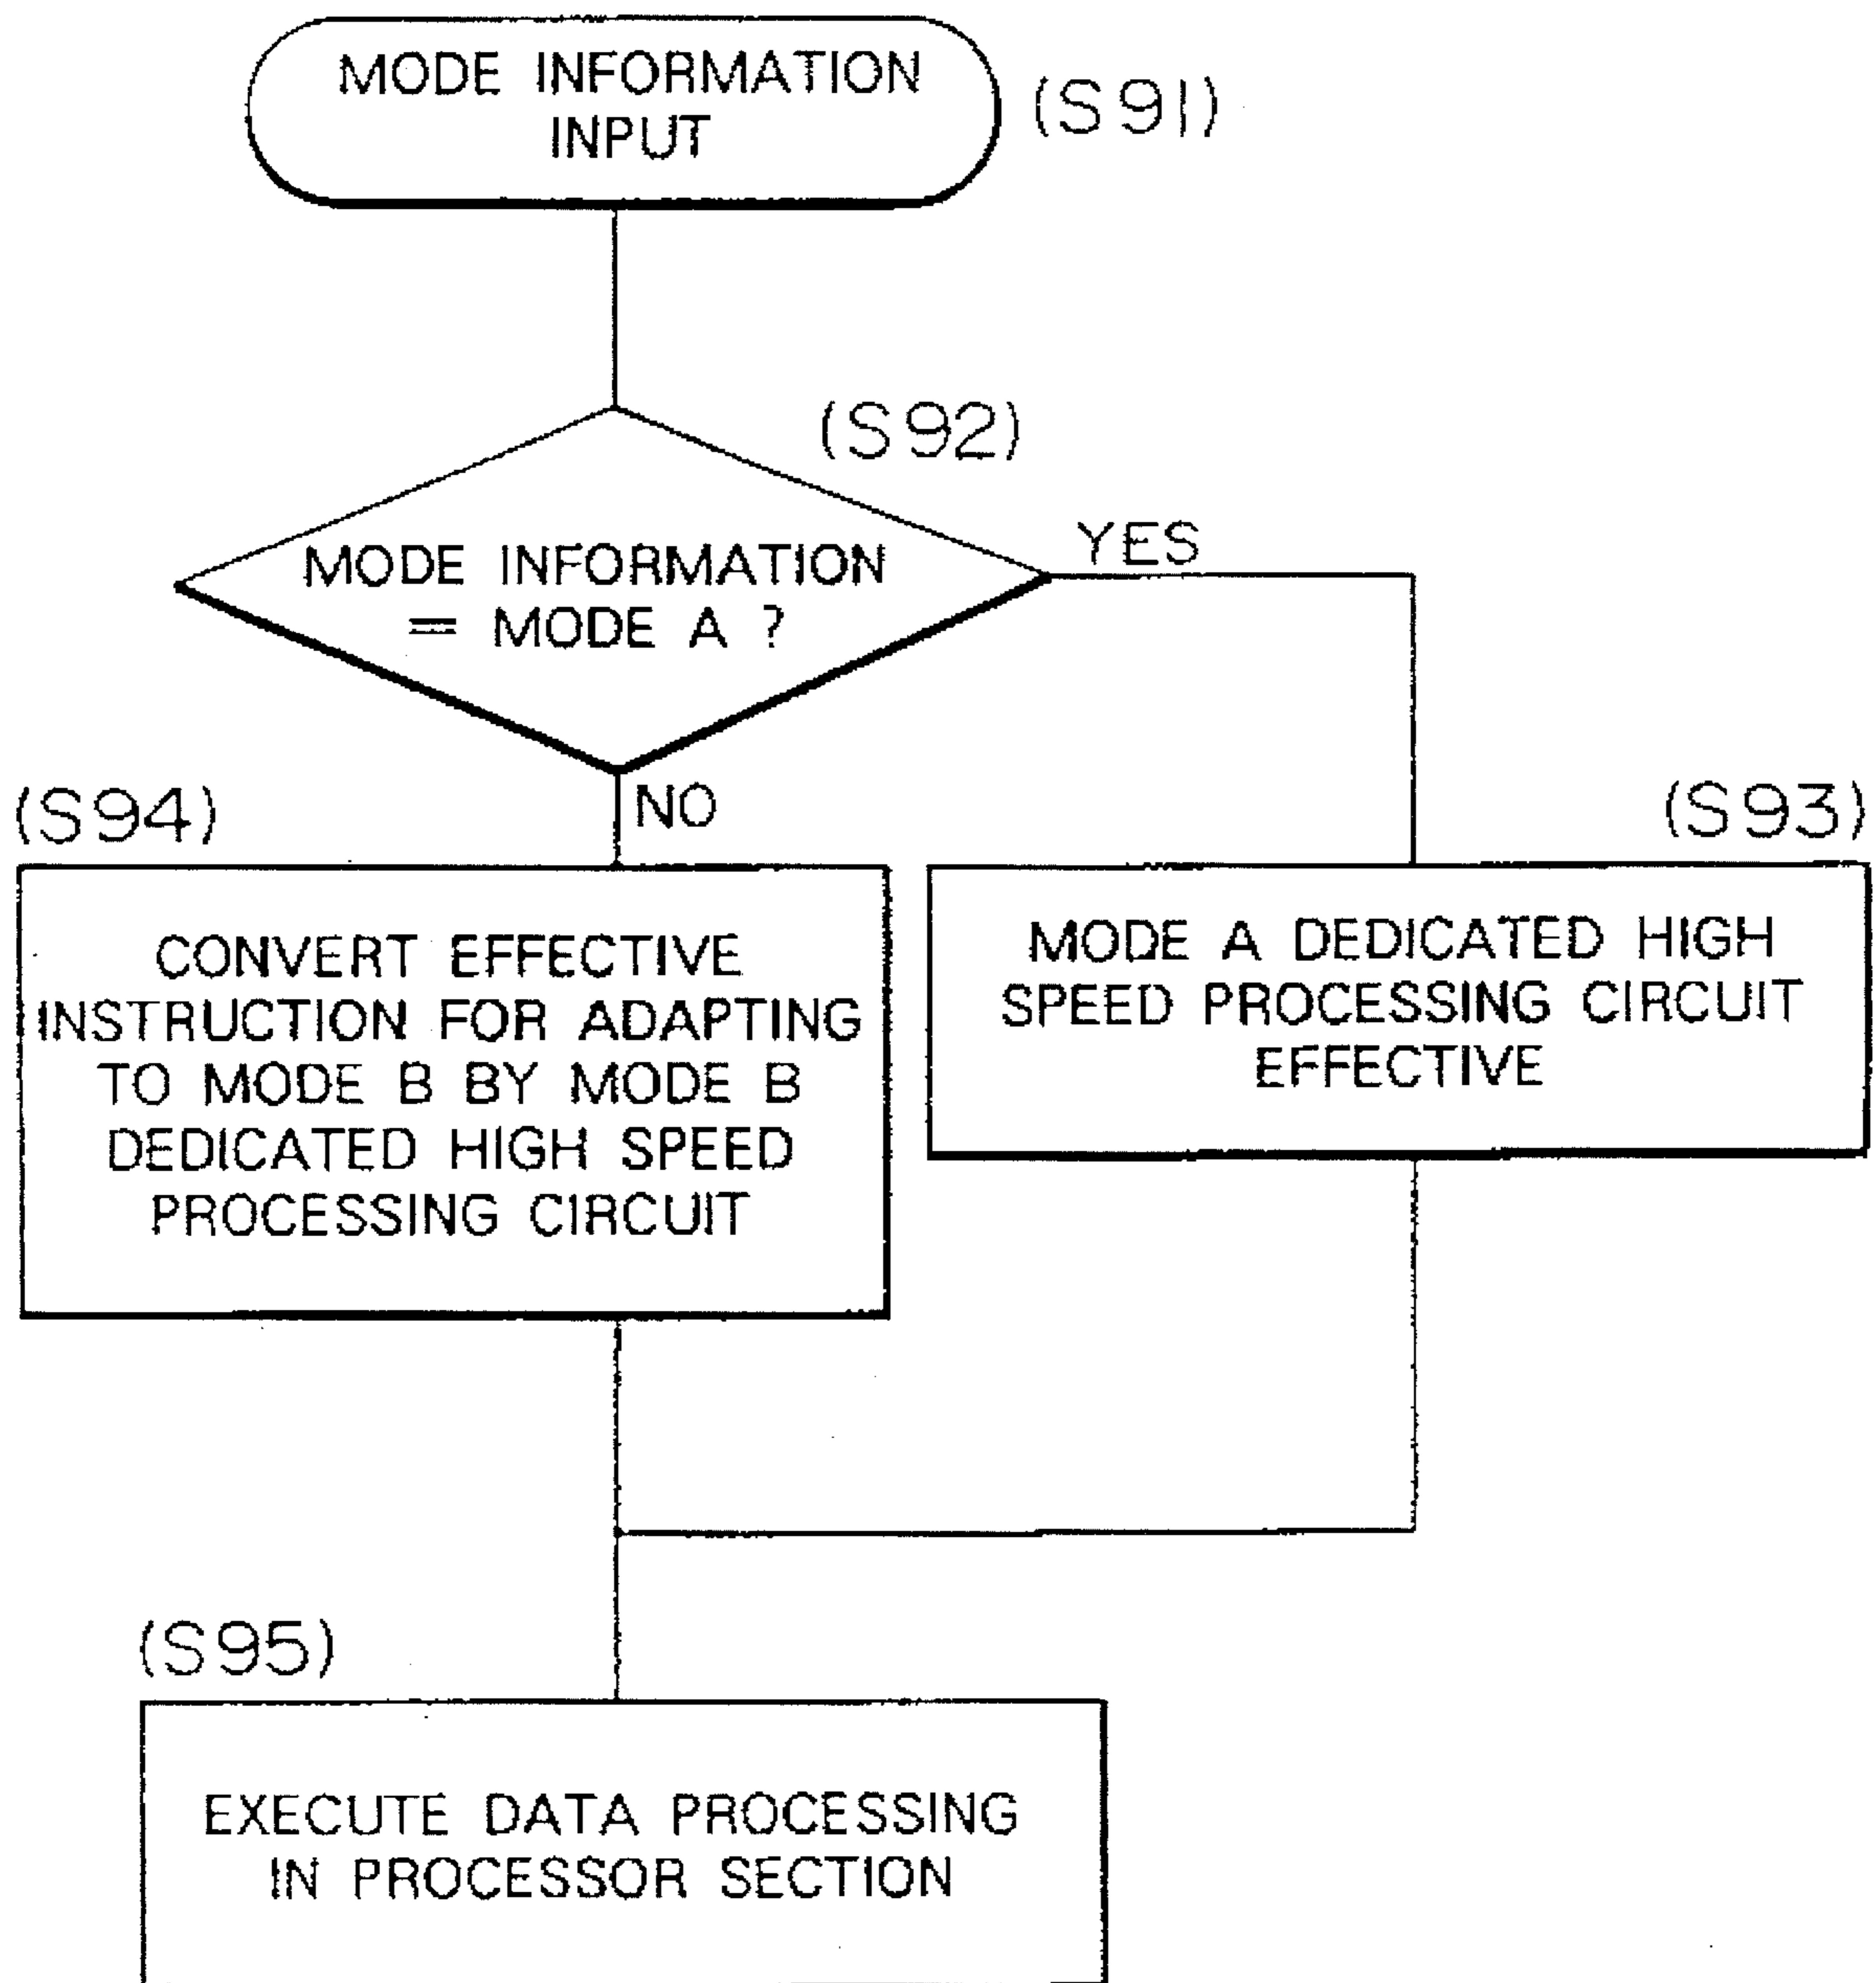 MODE INFORMATION
INPUT
(S91)
(S92)
MODE INFORMATION
= MODE A ?
YES
NO
(S94)
CONVERT EFFECTIVE
INSTRUCTION FOR ADAPTING
TO MODE B BY MODE B
DEDICATED HIGH SPEED
PROCESSING CIRCUIT
(S93)
MODE A DEDICATED HIGH
SPEED PROCESSING CIRCUIT
EFFECTIVE
(S95)
EXECUTE DATA PROCESSING
IN PROCESSOR SECTION